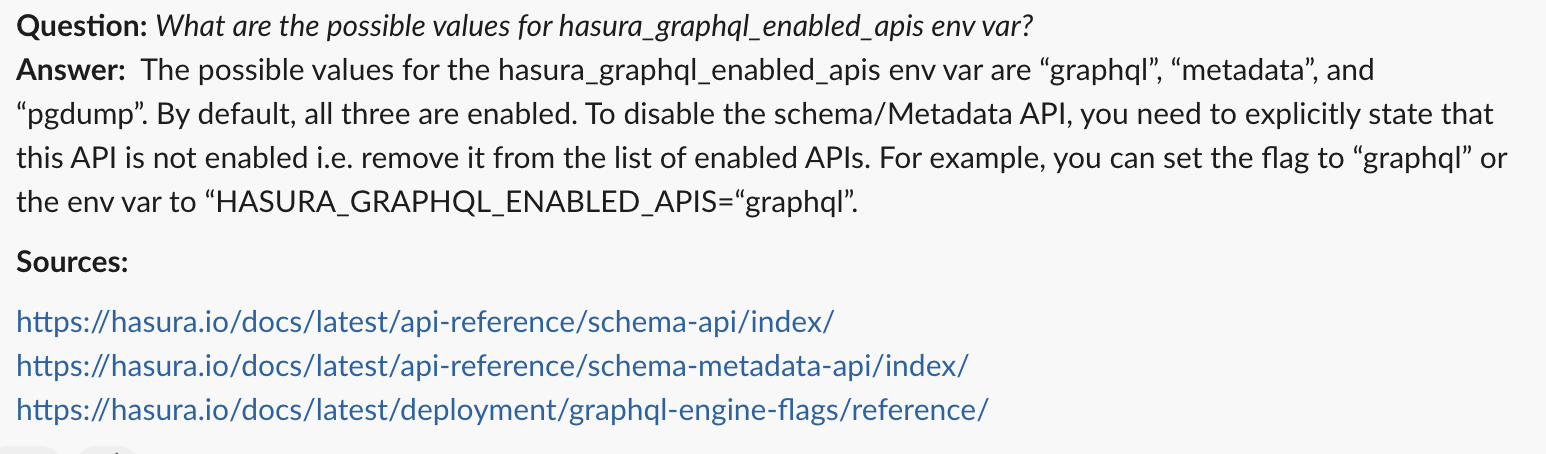 Question: What are the possible values for hasura_graphql_enabled_apis env var?
Answer: The possible values for the hasura_graphql_enabled_apis env var are “graphql”, “metadata”, and
“pgdump”. By default, all three are enabled. To disable the schema/Metadata API, you need to explicitly state that
this API is not enabled i.e. remove it from the list of enabled APIs. For example, you can set the flag to “graphql” or
the env var to “HASURA_GRAPHQL_ENABLED_APIS=“graphql”.
Sources:
https://hasura.io/docs/latest/api-reference/schema-api/index/
https://hasura.io/docs/latest/api-reference/schema-metadata-api/index/
https://hasura.io/docs/latest/deployment/graphql-engine-flags/reference/